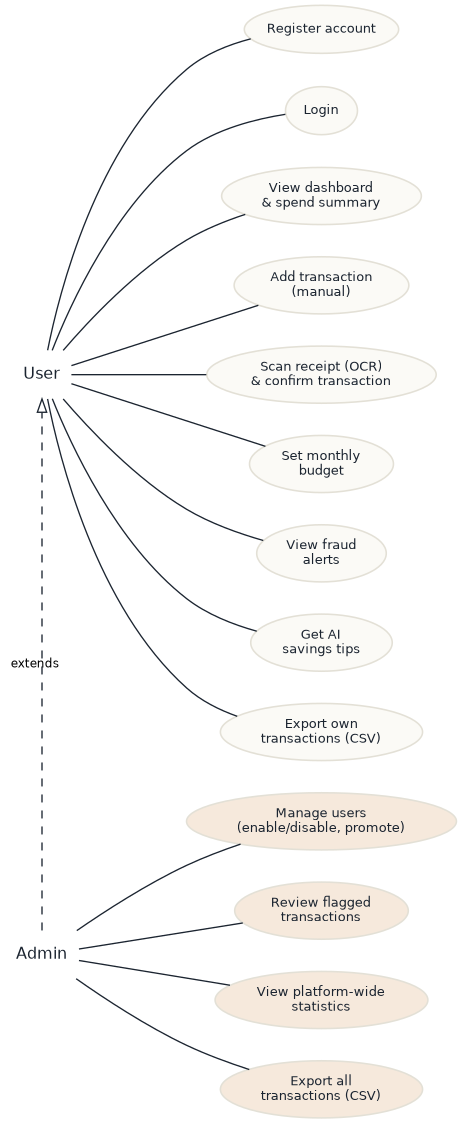 Register account
Login
View dashboard
& spend summary
Add transaction
(manual)
User
Scan receipt (OCR)
& confirm transaction
Set monthly
budget
View fraud
alerts
Get AI
savings tips
extends
Export own
transactions (CSV)
Manage users
(enable/disable, promote)
Review flagged
transactions
Admin
View platform-wide
statistics
Export all
transactions (CSV)